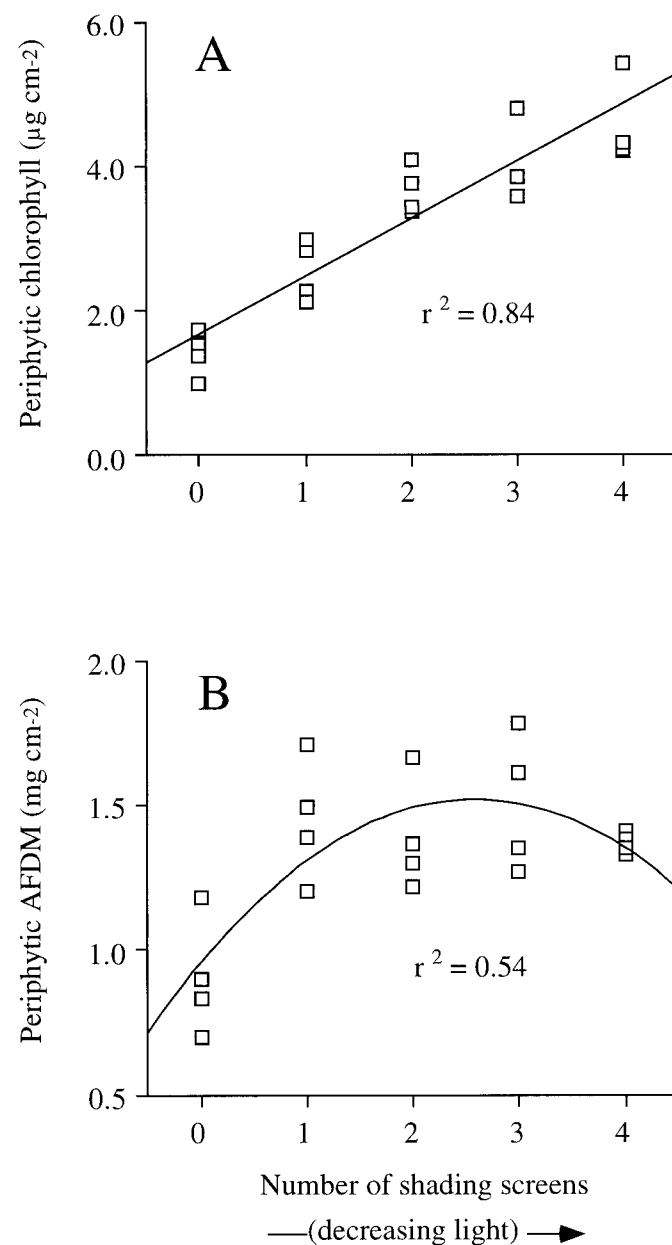 6.0
A
4.0
2.0
r² = 0.84
0.0
0 1 2 3 4
Periphytic chlorophyll (µg cm-2)
2.0
B
1.5
1.0
r² = 0.54
0.5
0 1 2 3 4
Periphytic AFDM (mg cm-2)
Number of shading screens
(decreasing light)